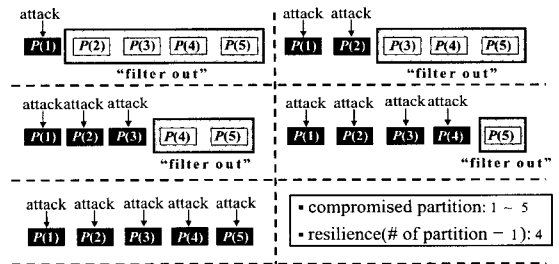 attack
P(1) P(2) P(3) P(4) P(5)
"filter out"
attack attack
P(1) P(2) P(3) P(4) P(5)
"filter out"
attack attack attack
P(1) P(2) P(3) P(4) P(5)
"filter out"
attack attack attack attack
P(1) P(2) P(3) P(4) P(5)
"filter out"
attack attack attack attack attack
P(1) P(2) P(3) P(4) P(5)
▪ compromised partition: 1 ~ 5
▪ resilience(# of partition − 1): 4